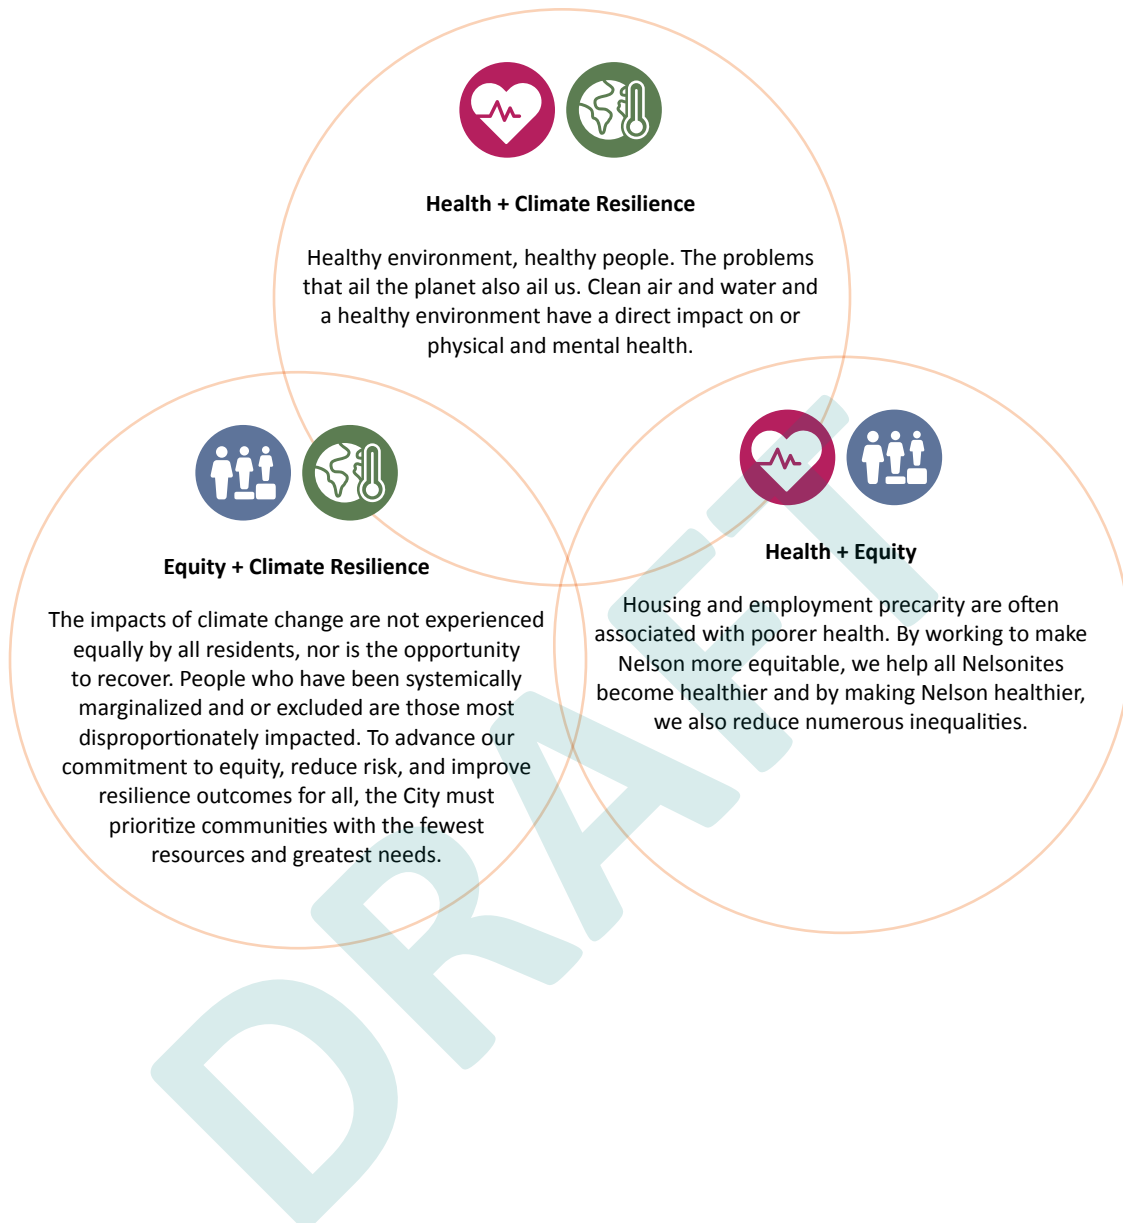 Health + Climate Resilience
Healthy environment, healthy people. The problems
that ail the planet also ail us. Clean air and water and
a healthy environment have a direct impact on or
physical and mental health.
Equity + Climate Resilience
The impacts of climate change are not experienced
equally by all residents, nor is the opportunity
to recover. People who have been systemically
marginalized and or excluded are those most
disproportionately impacted. To advance our
commitment to equity, reduce risk, and improve
resilience outcomes for all, the City must
prioritize communities with the fewest
resources and greatest needs.
Health + Equity
Housing and employment precarity are often
associated with poorer health. By working to make
Nelson more equitable, we help all Nelsonites
become healthier and by making Nelson healthier,
we also reduce numerous inequalities.
DRAFT